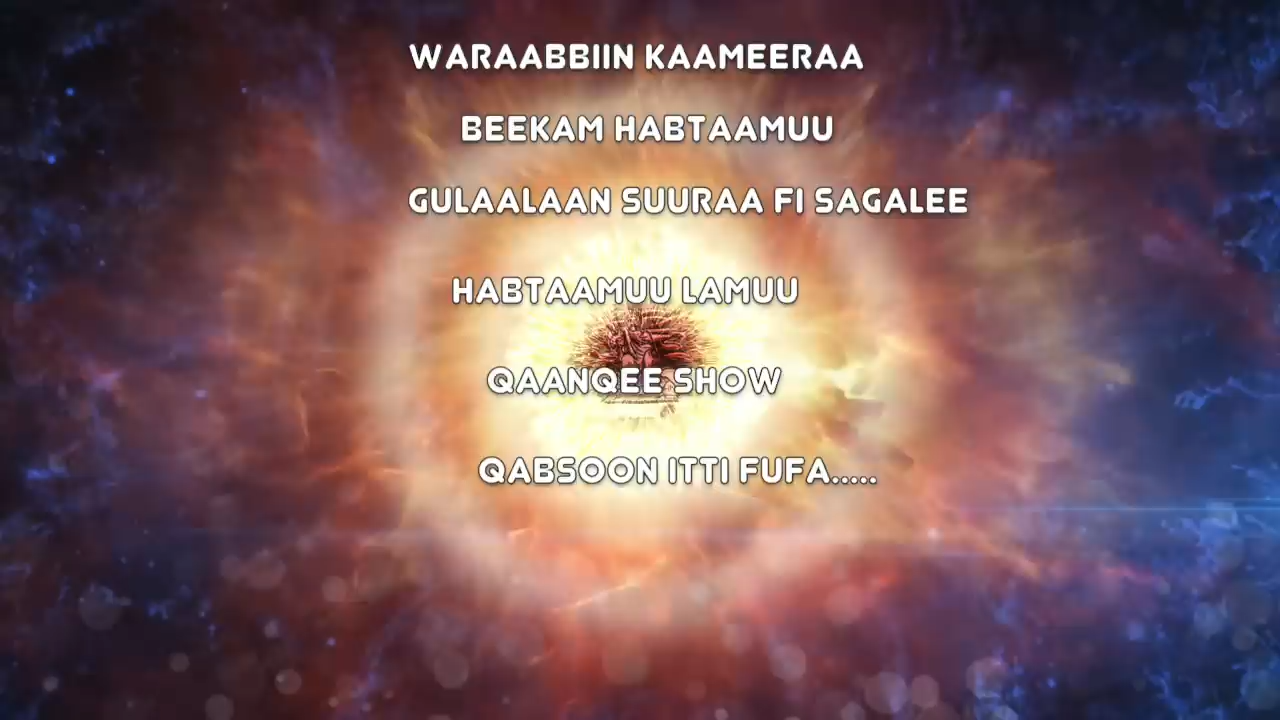 WARAABBIIN KAAMEERAA
BEEKAM HABTAAMUU
GULAALAAN SUURAA FI SAGALEE
HABTAAMUU LAMUU
QAANQEE SHOW
QABSOON ITTI FUFA.....